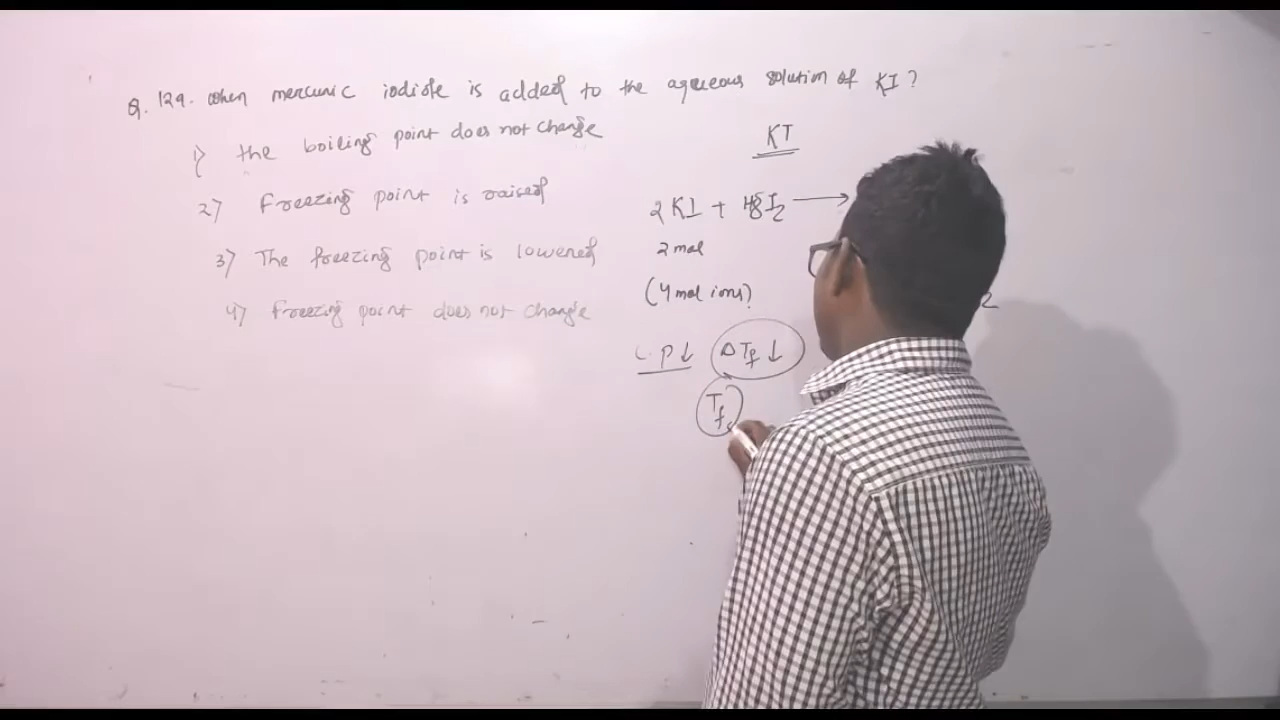 Q. 129. When mercuric iodide is added to the aqueous solution of KI?
1) the boiling point does not change
2) Freezing point is raised
3) The freezing point is lowered
4) freezing point does not change
KI
2 KI + HgI₂ ⟶
2 mol
(4 mol ions)
C.P↓ ΔTf ↓
Tf